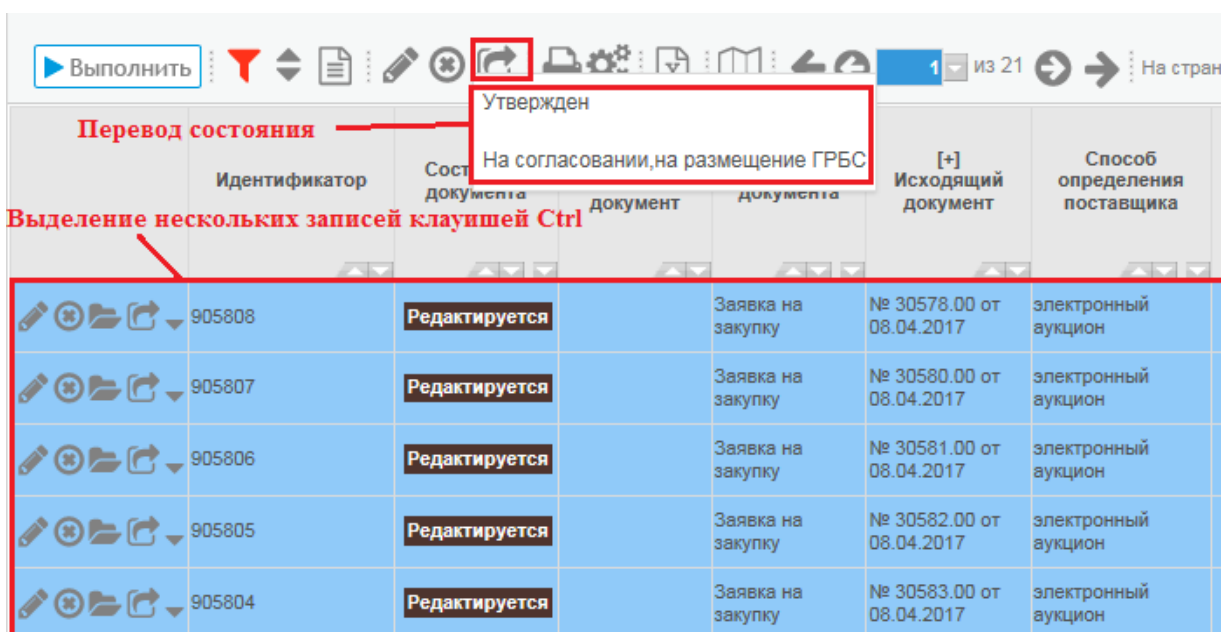 Выполнить 1 из 21 На стран
Утвержден
На согласовании,на размещение ГРБС
Перевод состояния
Идентификатор
Сост
документа
документ
документа
[+]
Исходящий
документ
Способ
определения
поставщика
Выделение нескольких записей клауишей Ctrl
905808 Редактируется Заявка на закупку № 30578.00 от 08.04.2017 электронный аукцион
905807 Редактируется Заявка на закупку № 30580.00 от 08.04.2017 электронный аукцион
905806 Редактируется Заявка на закупку № 30581.00 от 08.04.2017 электронный аукцион
905805 Редактируется Заявка на закупку № 30582.00 от 08.04.2017 электронный аукцион
905804 Редактируется Заявка на закупку № 30583.00 от 08.04.2017 электронный аукцион